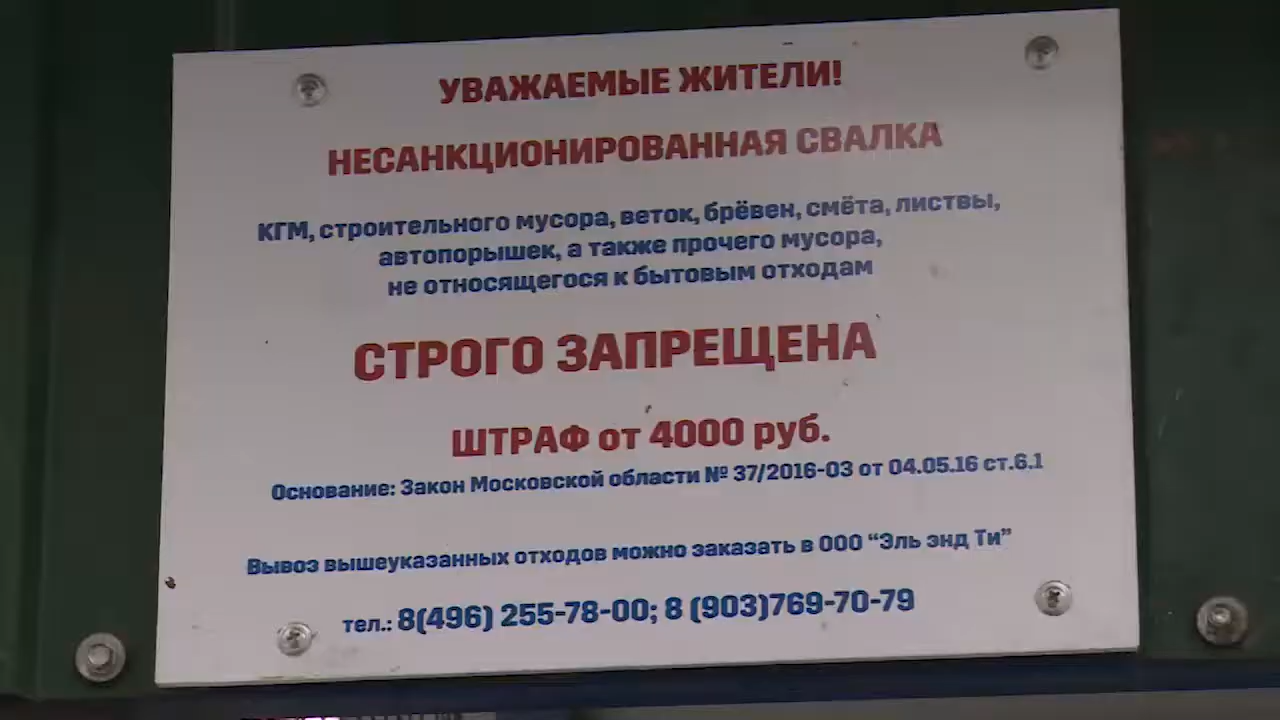 УВАЖАЕМЫЕ ЖИТЕЛИ!
НЕСАНКЦИОНИРОВАННАЯ СВАЛКА
КГМ, строительного мусора, веток, брёвен, смёта, листвы,
автопорышек, а также прочего мусора,
не относящегося к бытовым отходам
СТРОГО ЗАПРЕЩЕНА
ШТРАФ от 4000 руб.
Основание: Закон Московской области № 37/2016-03 от 04.05.16 ст.6.1
Вывоз вышеуказанных отходов можно заказать в ООО “Эль энд Ти”
тел.: 8(496) 255-78-00; 8 (903)769-70-79